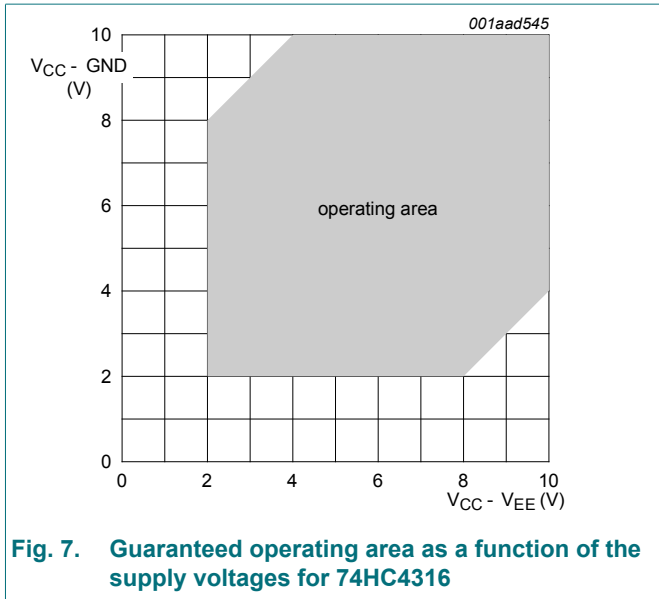 001aad545
10
VCC - GND
(V)
8
6
operating area
4
2
0
0 2 4 6 8 10
VCC - VEE (V)
Fig. 7. Guaranteed operating area as a function of the
supply voltages for 74HC4316